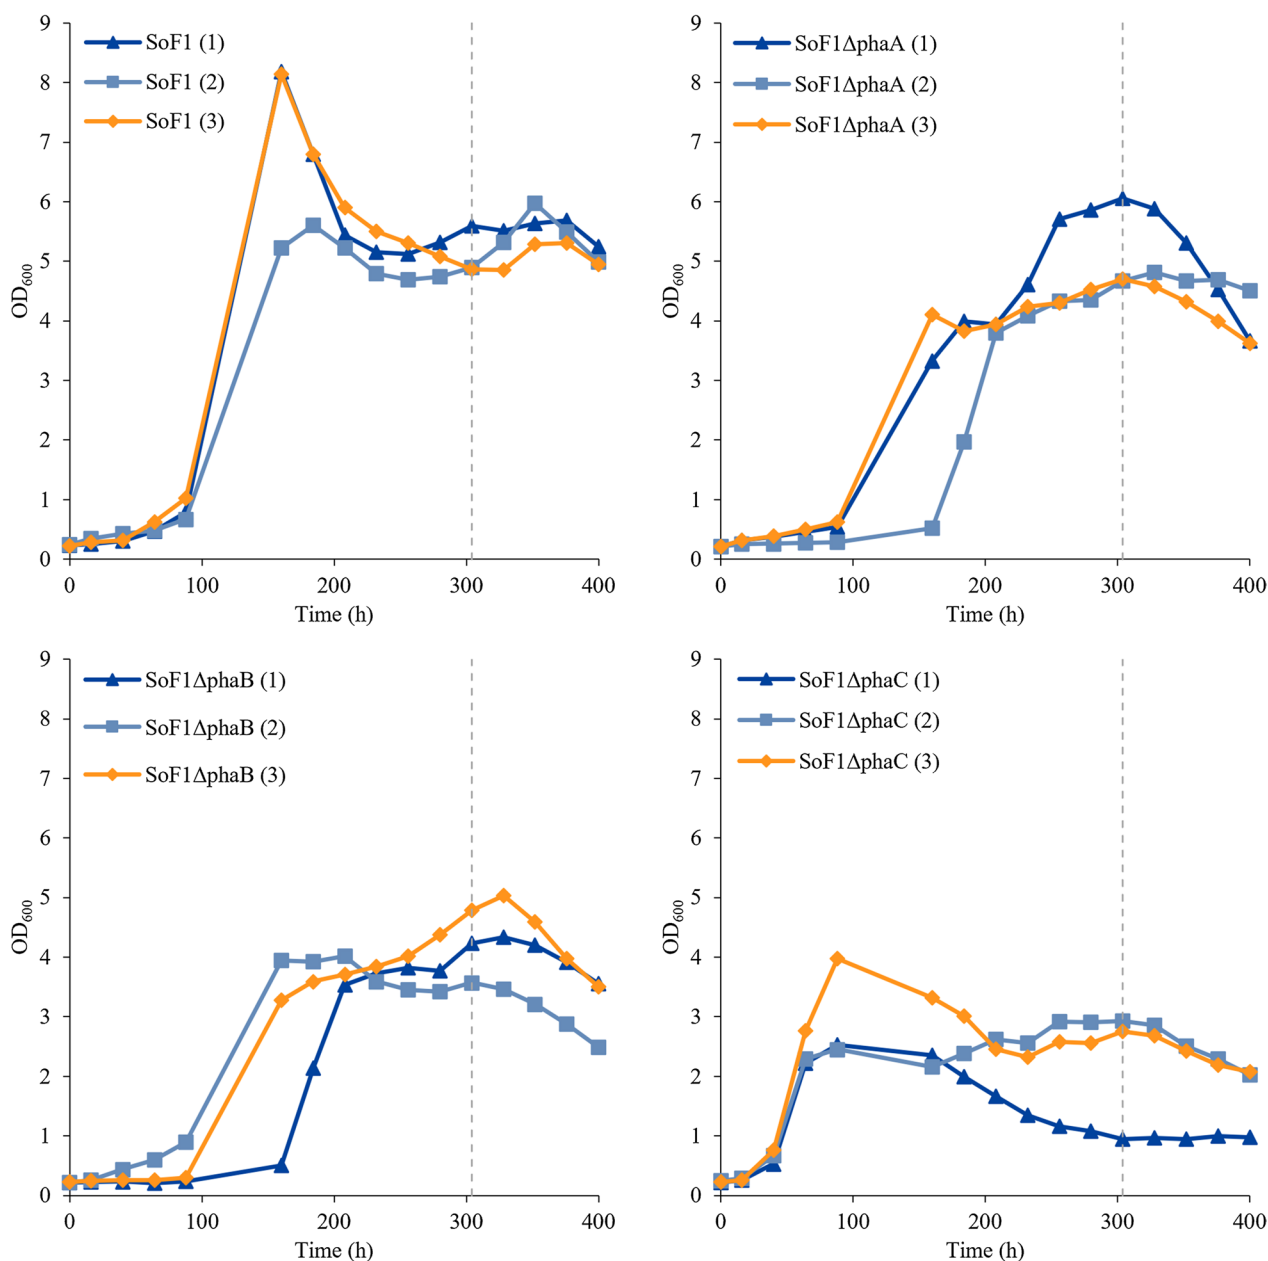 SoF1 (1)
SoF1 (2)
SoF1 (3)
9
8
7
6
5
4
3
2
1
0
OD600
0 100 200 300 400
Time (h)
SoF1ΔphaA (1)
SoF1ΔphaA (2)
SoF1ΔphaA (3)
9
8
7
6
5
4
3
2
1
0
OD600
0 100 200 300 400
Time (h)
SoF1ΔphaB (1)
SoF1ΔphaB (2)
SoF1ΔphaB (3)
9
8
7
6
5
4
3
2
1
0
OD600
0 100 200 300 400
Time (h)
SoF1ΔphaC (1)
SoF1ΔphaC (2)
SoF1ΔphaC (3)
9
8
7
6
5
4
3
2
1
0
OD600
0 100 200 300 400
Time (h)